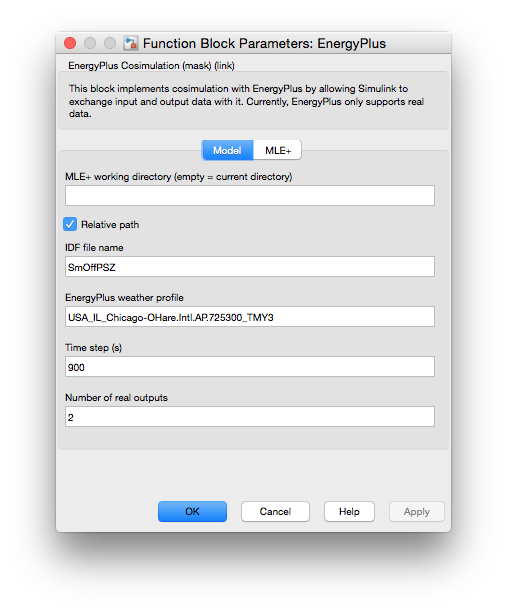 Function Block Parameters: EnergyPlus
EnergyPlus Cosimulation (mask) (link)
This block implements cosimulation with EnergyPlus by allowing Simulink to
exchange input and output data with it. Currently, EnergyPlus only supports real
data.
Model MLE+
MLE+ working directory (empty = current directory)
Relative path
IDF file name
SmOffPSZ
EnergyPlus weather profile
USA_IL_Chicago-OHare.Intl.AP.725300_TMY3
Time step (s)
900
Number of real outputs
2
OK Cancel Help Apply